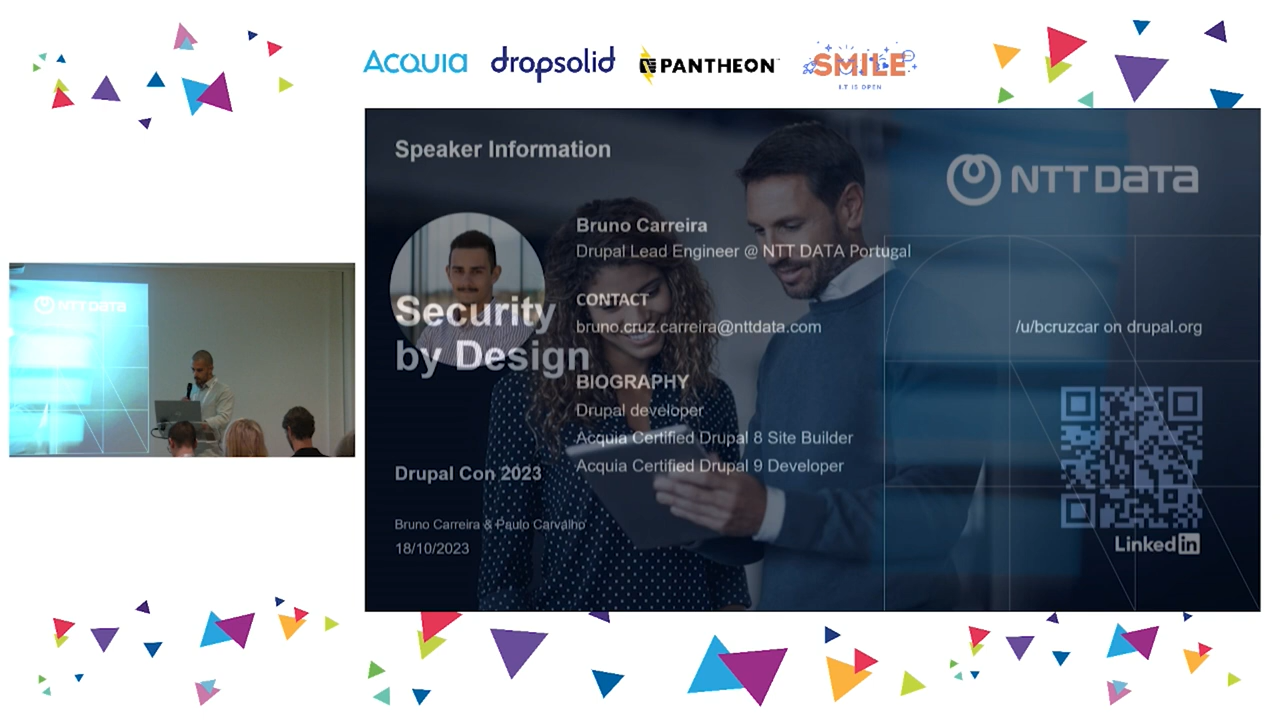 Acquia
dropsolid
PANTHEON
SMILE
I.T IS OPEN
Speaker Information
NTT DATA
Bruno Carreira
Drupal Lead Engineer @ NTT DATA Portugal
CONTACT
bruno.cruz.carreira@nttdata.com
/u/bcruzcar on drupal.org
Security
by Design
BIOGRAPHY
Drupal developer
Acquia Certified Drupal 8 Site Builder
Acquia Certified Drupal 9 Developer
Drupal Con 2023
Bruno Carreira & Paulo Carvalho
18/10/2023
LinkedIn
NTT DATA